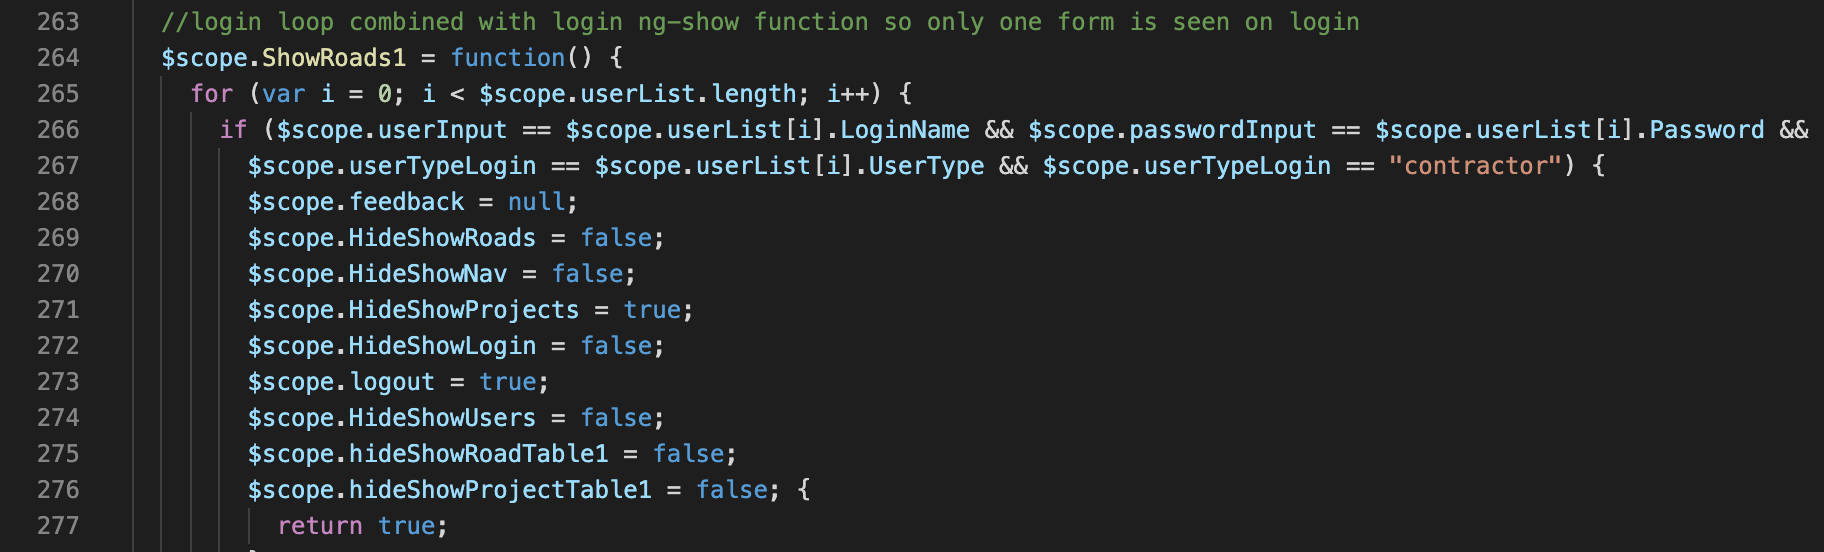 263 //login loop combined with login ng-show function so only one form is seen on login
264 $scope.ShowRoads1 = function() {
265 for (var i = 0; i < $scope.userList.length; i++) {
266 if ($scope.userInput == $scope.userList[i].LoginName && $scope.passwordInput == $scope.userList[i].Password &&
267 $scope.userTypeLogin == $scope.userList[i].UserType && $scope.userTypeLogin == "contractor") {
268 $scope.feedback = null;
269 $scope.HideShowRoads = false;
270 $scope.HideShowNav = false;
271 $scope.HideShowProjects = true;
272 $scope.HideShowLogin = false;
273 $scope.logout = true;
274 $scope.HideShowUsers = false;
275 $scope.hideShowRoadTable1 = false;
276 $scope.hideShowProjectTable1 = false; {
277 return true;